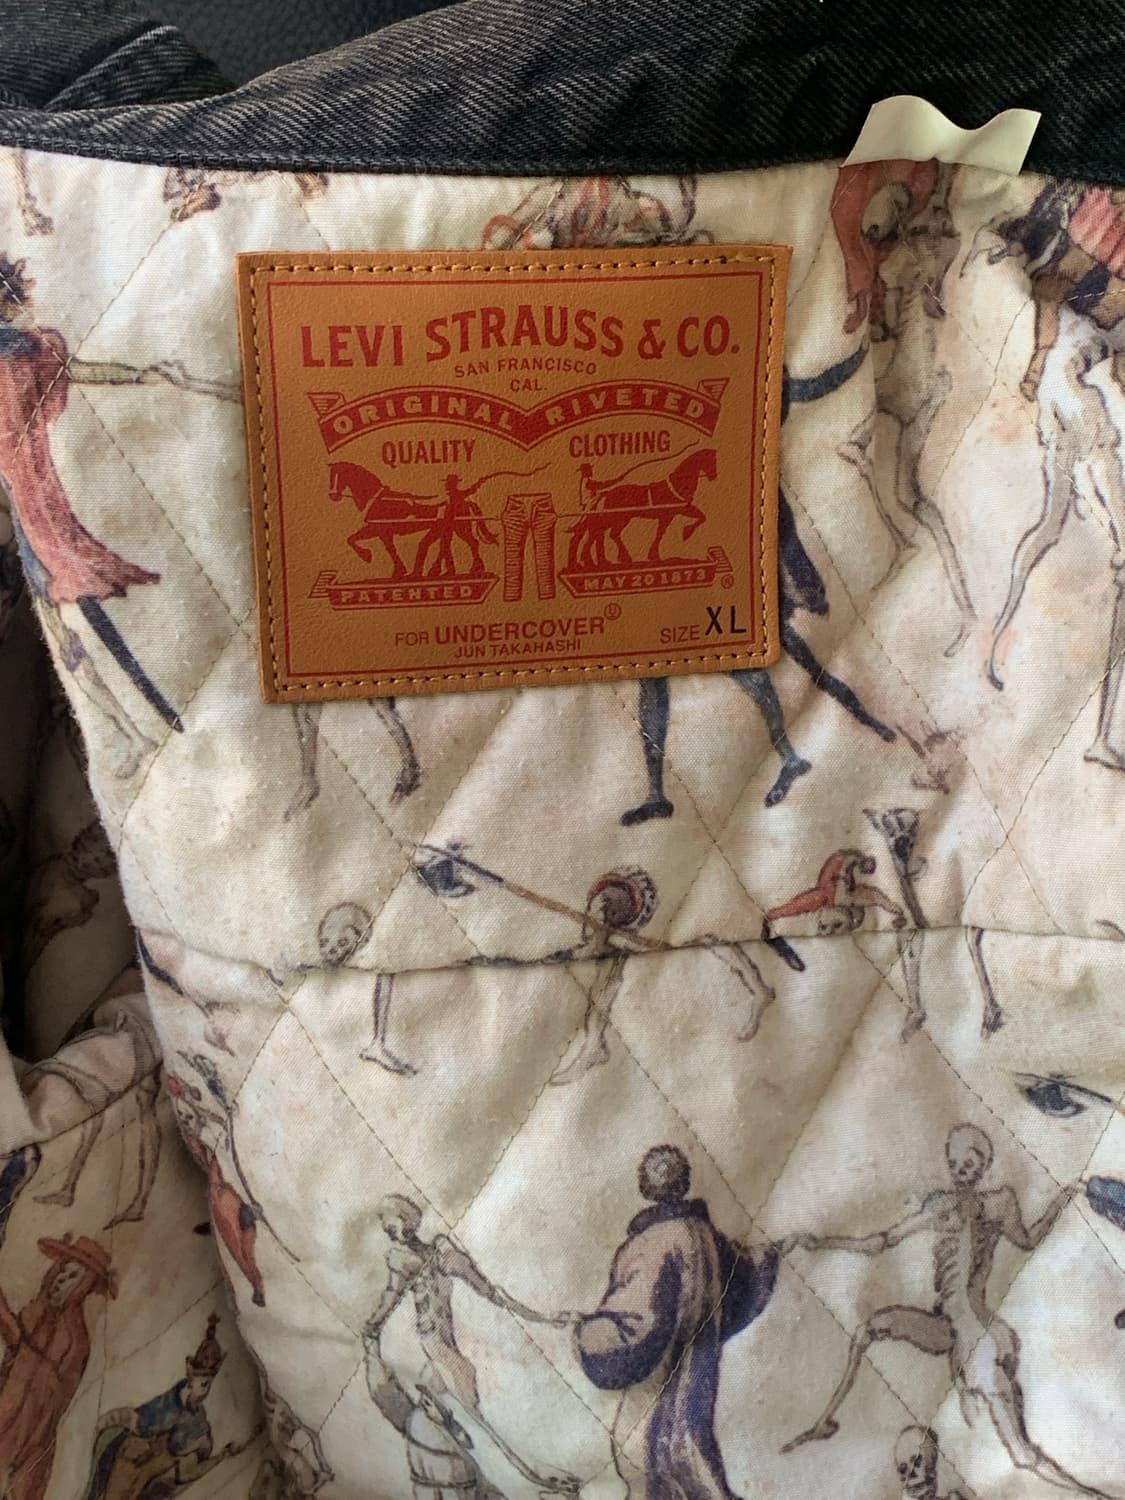 LEVI STRAUSS & CO.
SAN FRANCISCO
CAL.
ORIGINAL RIVETED
QUALITY CLOTHING
PATENTED MAY 20 1873 ®
FOR UNDERCOVER Ⓤ
JUN TAKAHASHI
SIZE XL